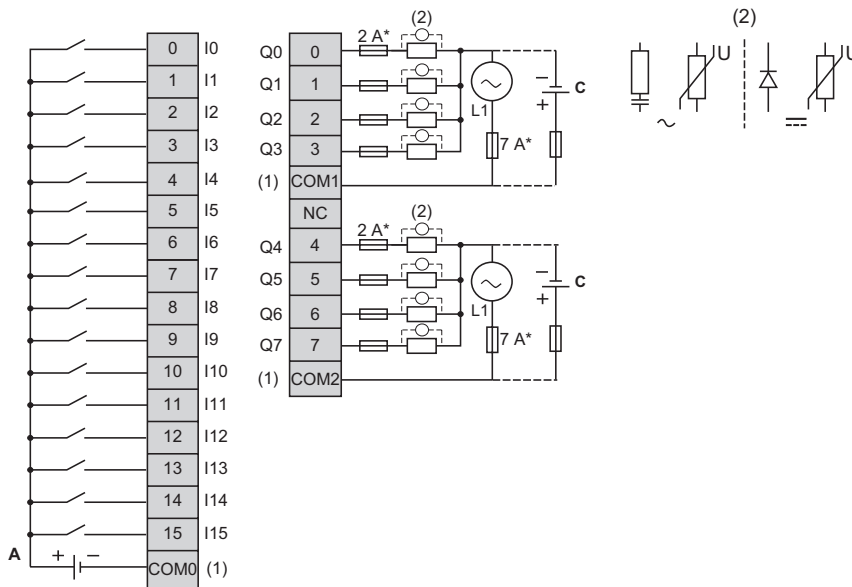 0 I0
1 I1
2 I2
3 I3
4 I4
5 I5
6 I6
7 I7
8 I8
9 I9
10 I10
11 I11
12 I12
13 I13
14 I14
15 I15
A + − COM0 (1)
(2)
Q0 0 2 A*
Q1 1
Q2 2
Q3 3
(1) COM1
L1
7 A*
− + C
NC
(2)
Q4 4 2 A*
Q5 5
Q6 6
Q7 7
(1) COM2
L1
7 A*
− + C
(2)
U U